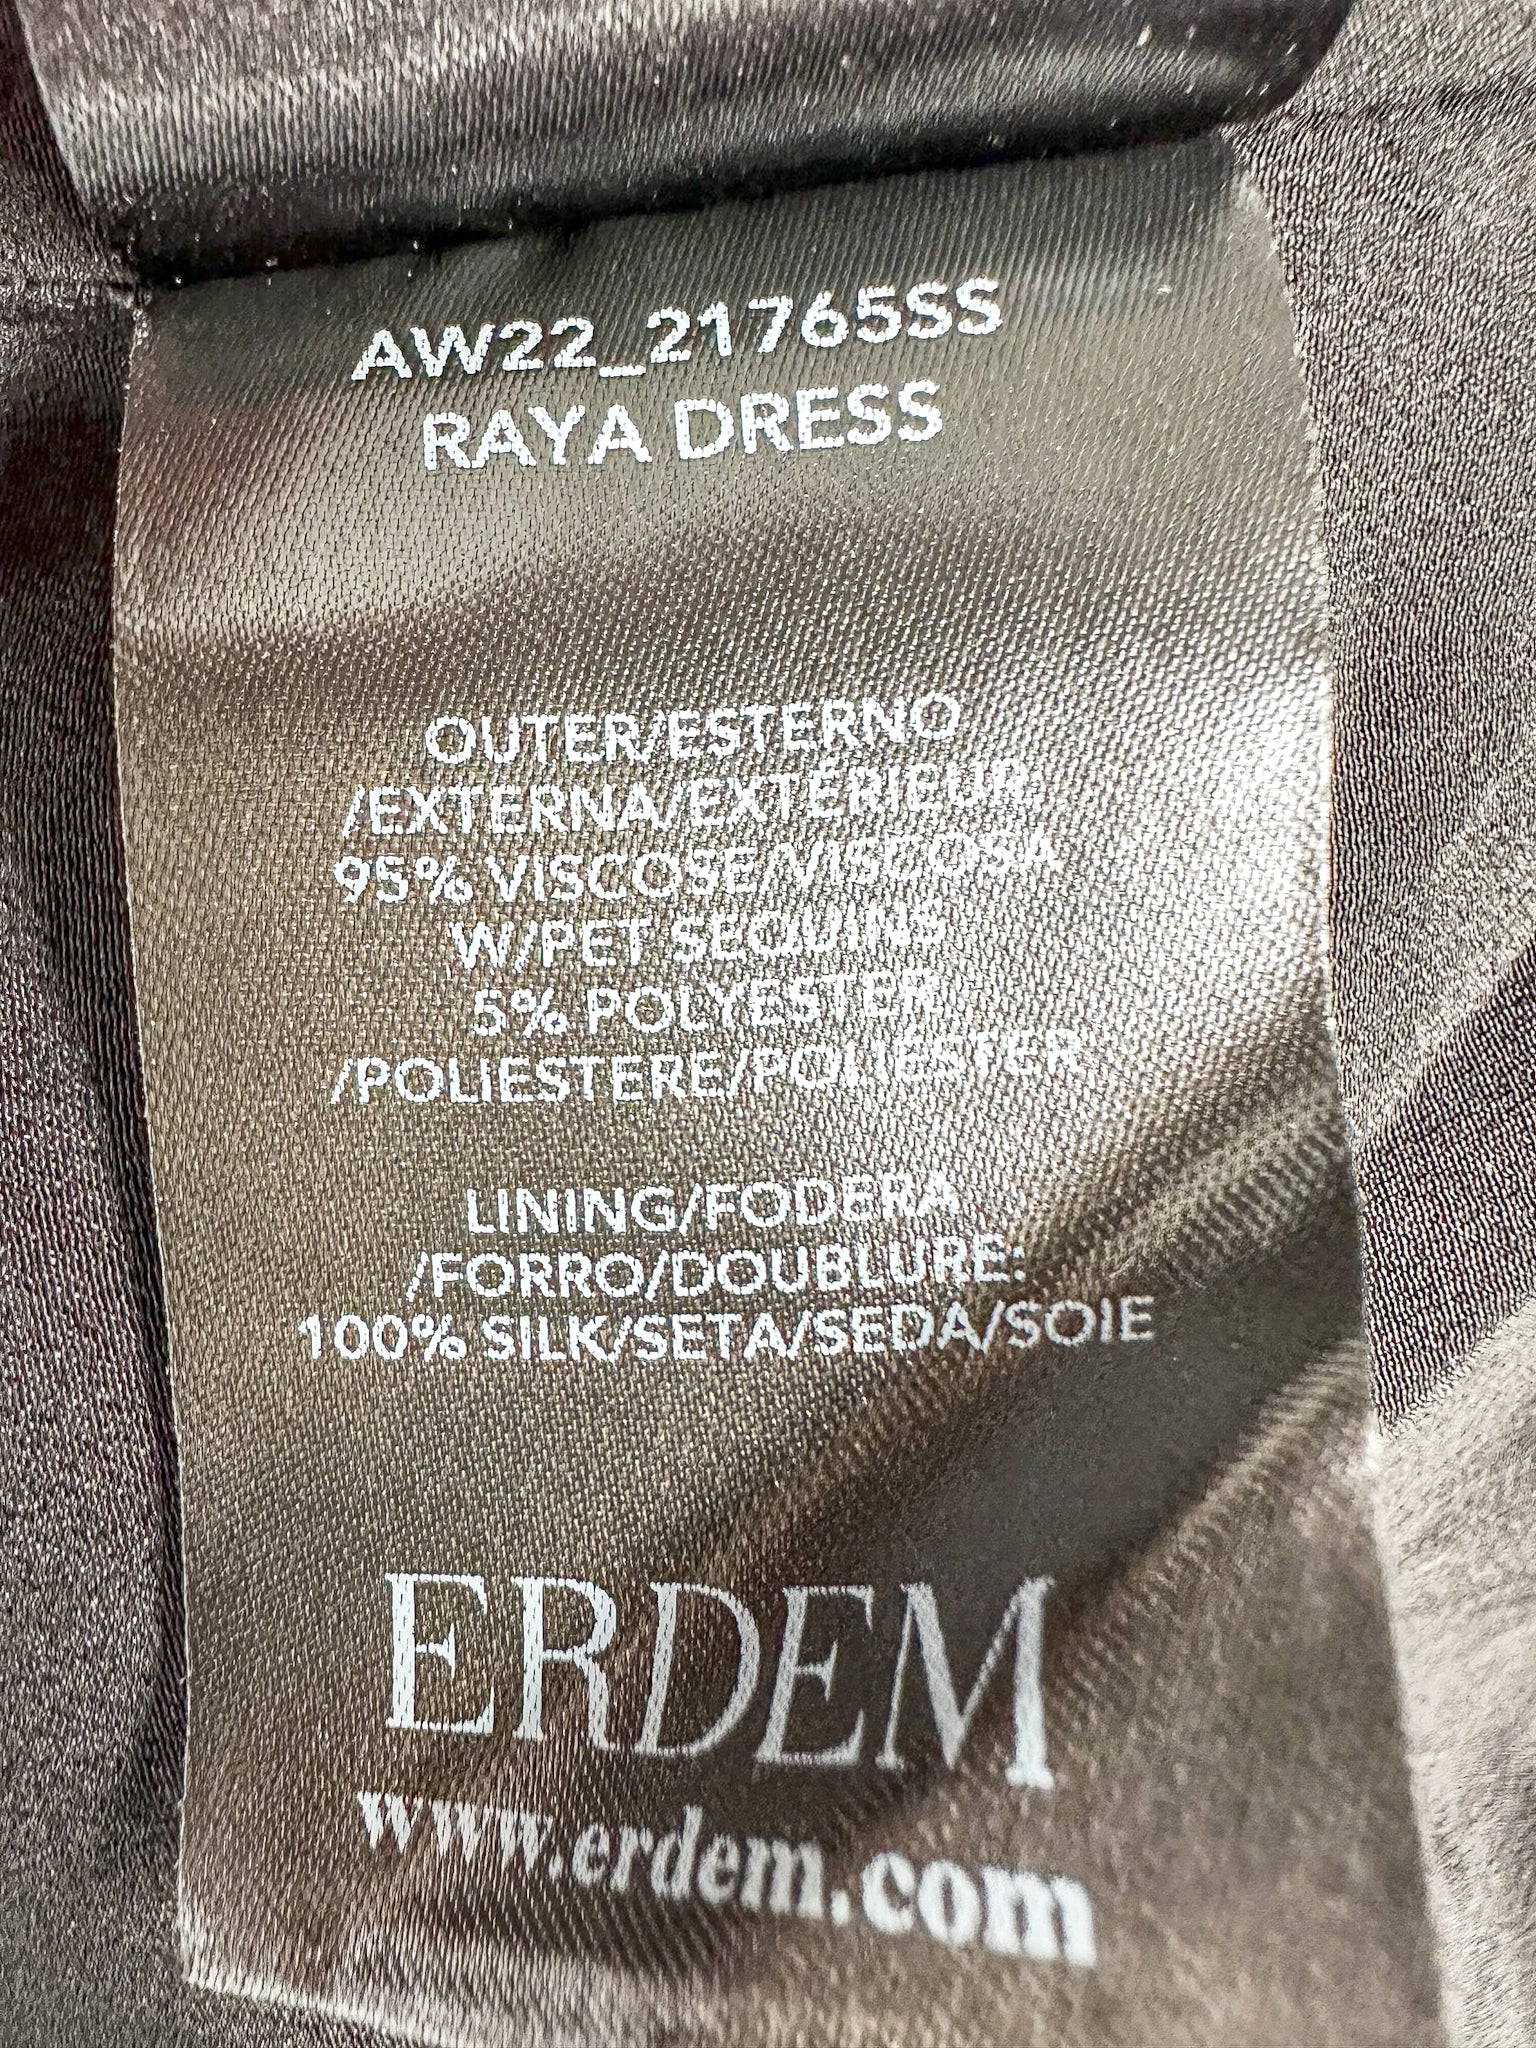 AW22_21765SS
RAYA DRESS
OUTER/ESTERNO
/EXTERNA/EXTÉRIEUR
95% VISCOSE/VISCOSA
W/PET SEQUINS
5% POLYESTER
/POLIESTERE/POLIÉSTER
LINING/FODERA
/FORRO/DOUBLURE:
100% SILK/SETA/SEDA/SOIE
ERDEM
www.erdem.com